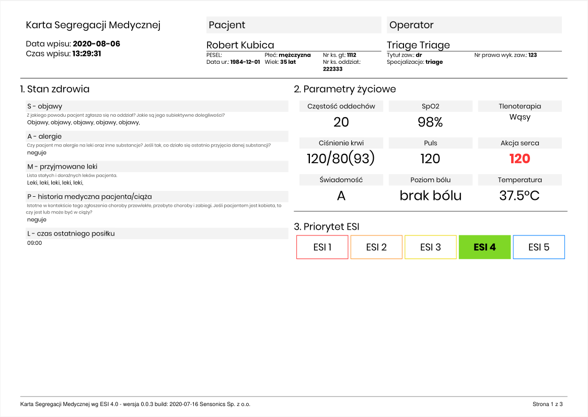 Karta Segregacji Medycznej
Data wpisu: 2020-08-06
Czas wpisu: 13:29:31
Pacjent
Robert Kubica
PESEL:
Płeć: mężczyzna
Nr ks. gł.: 1112
Data ur.: 1984-12-01
Wiek: 35 lat
Nr ks. oddział.:
222333
Operator
Triage Triage
Tytuł zaw.: dr
Nr prawa wyk. zaw.: 123
Specjalizacje: triage
1. Stan zdrowia
S - objawy
Z jakiego powodu pacjent zgłasza się na oddział? Jakie są jego subiektywne dolegliwości?
Objawy, objawy, objawy, objawy, objawy,
A - alergie
Czy pacjent ma alergie na leki oraz inne substancje? Jeśli tak, co działo się ostatnio przyjęcia danej substancji?
neguje
M - przyjmowane leki
Lista stałych i doraźnych leków pacjenta.
Leki, leki, leki, leki, leki,
P - historia medyczna pacjenta/ciąża
Istotne w kontekście tego zgłoszenia choroby przewlekłe, przebyte choroby i zabiegi. Jeśli pacjentem jest kobieta, to
czy jest lub może być w ciąży?
neguje
L - czas ostatniego posiłku
09:00
2. Parametry życiowe
Częstość oddechów
20
SpO2
98%
Tlenoterapia
Wąsy
Ciśnienie krwi
120/80(93)
Puls
120
Akcja serca
120
Świadomość
A
Poziom bólu
brak bólu
Temperatura
37.5°C
3. Priorytet ESI
ESI 1
ESI 2
ESI 3
ESI 4
ESI 5
Karta Segregacji Medycznej wg ESI 4.0 - wersja 0.0.3 build: 2020-07-16 Sensonics Sp. z o.o.
Strona 1 z 3